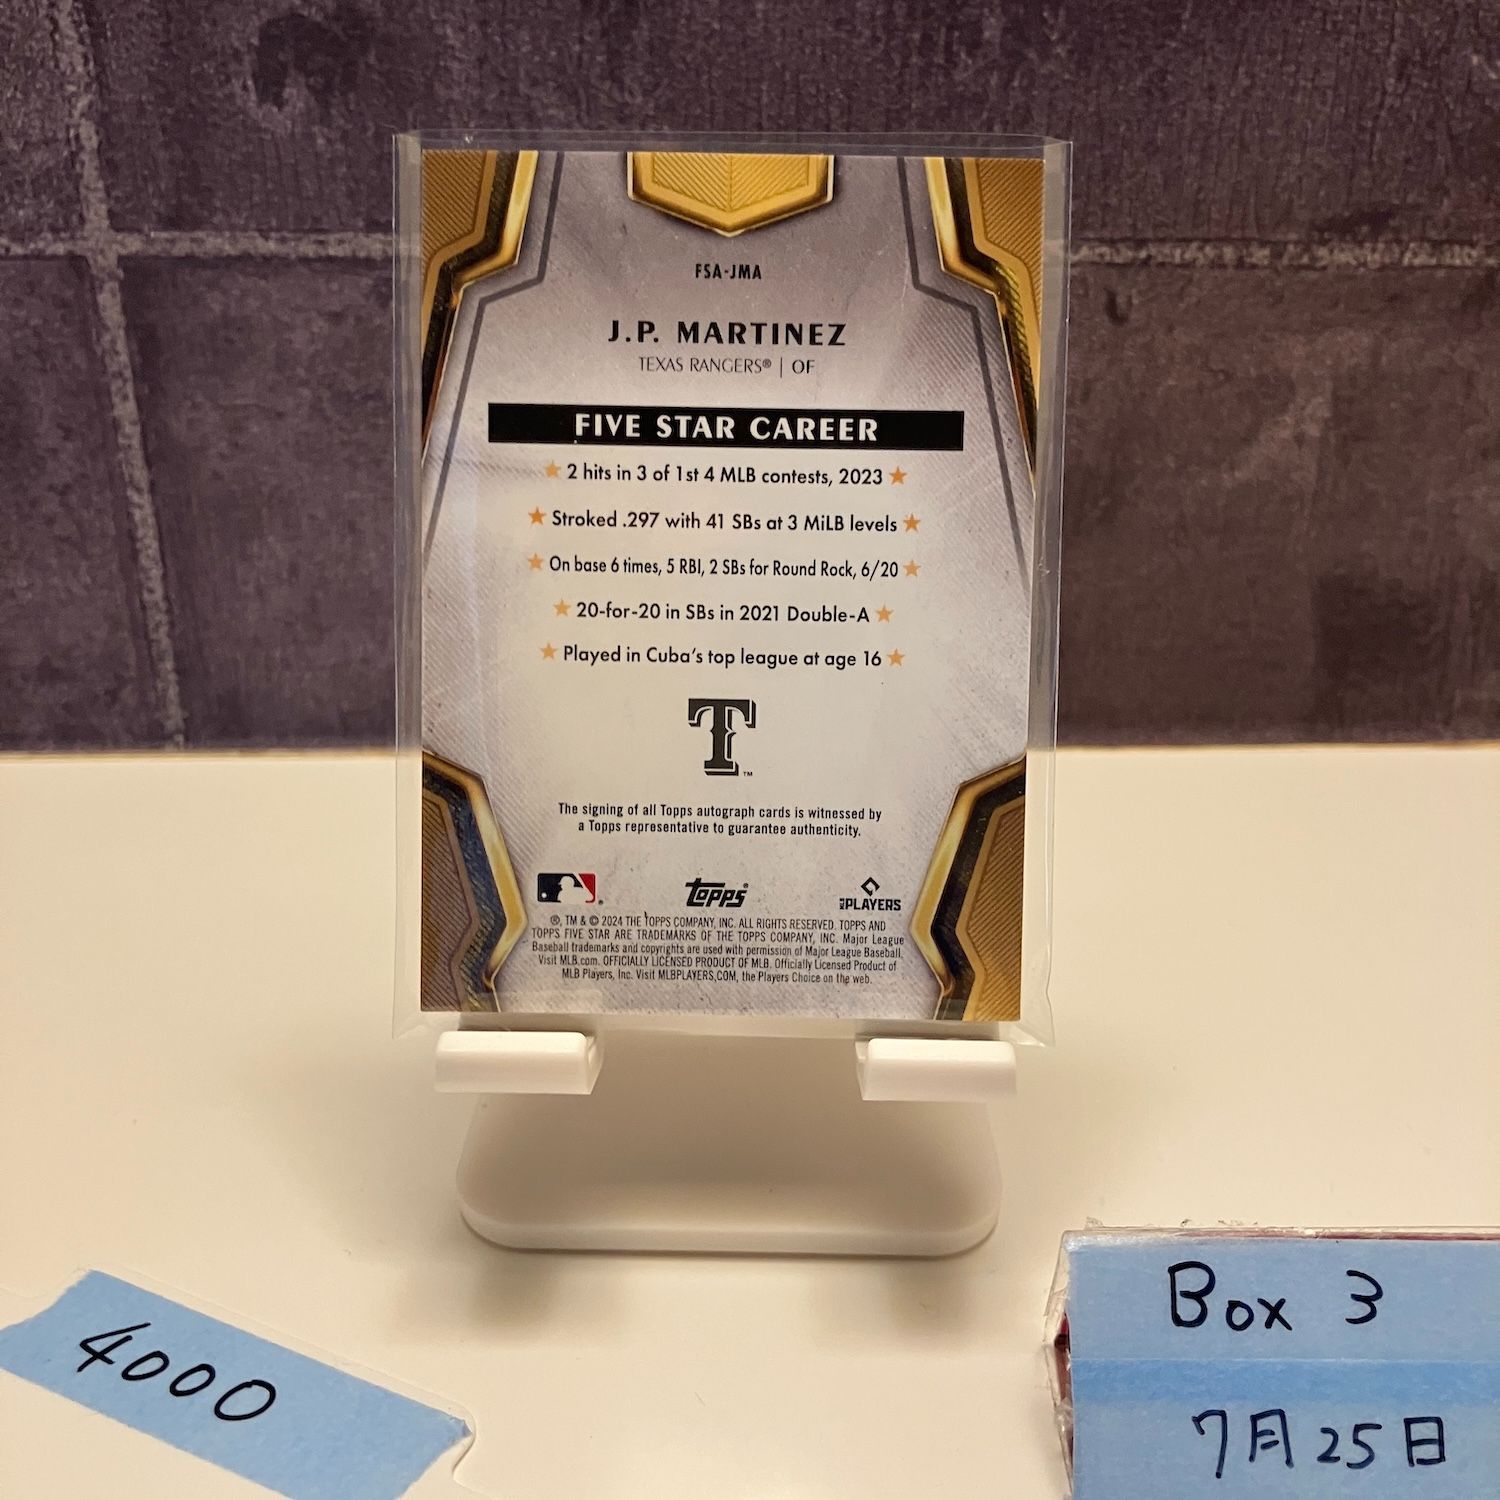 FSA-JMA
J.P. MARTINEZ
TEXAS RANGERS® | OF
FIVE STAR CAREER
★ 2 hits in 3 of 1st 4 MLB contests, 2023 ★
★ Stroked .297 with 41 SBs at 3 MiLB levels ★
★ On base 6 times, 5 RBI, 2 SBs for Round Rock, 6/20 ★
★ 20-for-20 in SBs in 2021 Double-A ★
★ Played in Cuba's top league at age 16 ★
T™
The signing of all Topps autograph cards is witnessed by
a Topps representative to guarantee authenticity.
topps® PLAYERS
®, TM & © 2024 THE TOPPS COMPANY, INC. ALL RIGHTS RESERVED. TOPPS AND
TOPPS FIVE STAR ARE TRADEMARKS OF THE TOPPS COMPANY, INC. Major League
Baseball trademarks and copyrights are used with permission of Major League Baseball.
Visit MLB.com. OFFICIALLY LICENSED PRODUCT OF MLB. Officially Licensed Product of
MLB Players, Inc. Visit MLBPLAYERS.COM, the Players Choice on the web.
4000
Box 3
7月25日